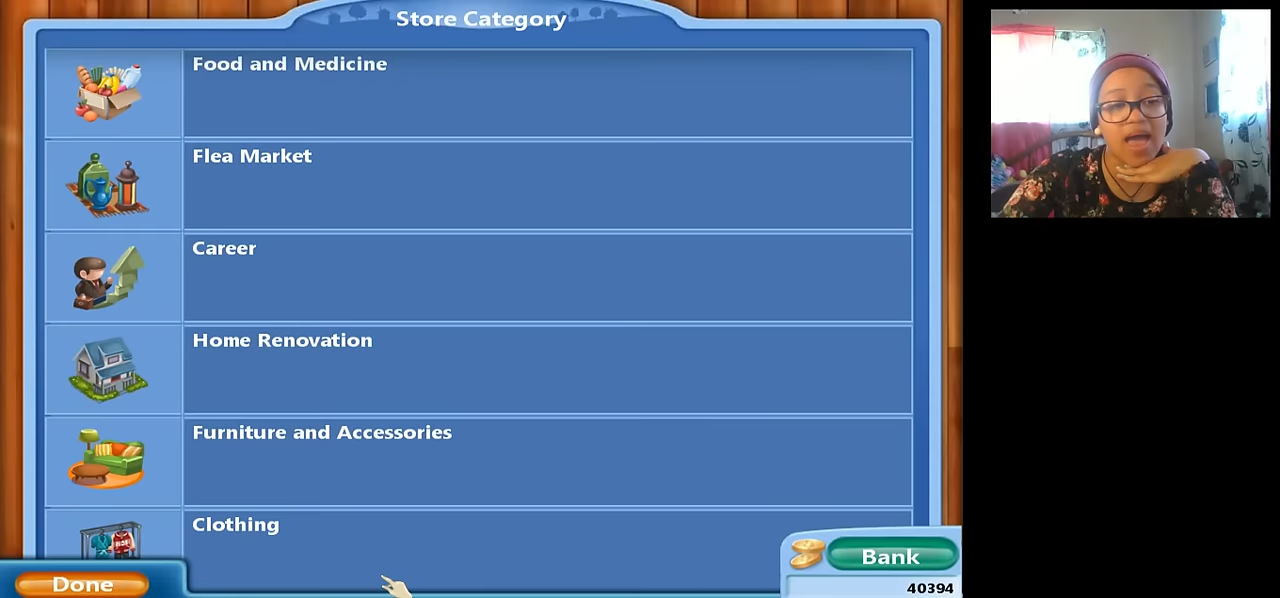 Store Category
Food and Medicine
Flea Market
Career
Home Renovation
Furniture and Accessories
Clothing
Bank
Done
40394